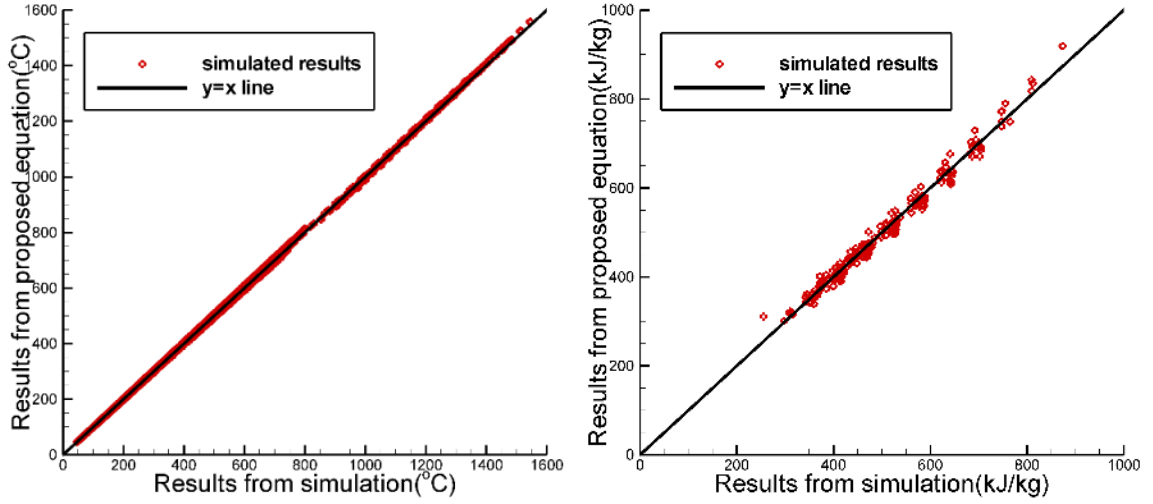 Results from proposed equation(°C)
1600
1400
1200
1000
800
600
400
200
0
simulated results
y=x line
0 200 400 600 800 1000 1200 1400 1600
Results from simulation(°C)
Results from proposed equation(kJ/kg)
1000
800
600
400
200
0
simulated results
y=x line
0 200 400 600 800 1000
Results from simulation(kJ/kg)